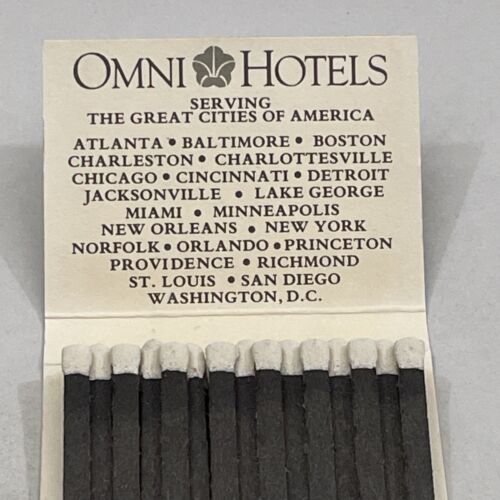 OMNI HOTELS
SERVING
THE GREAT CITIES OF AMERICA
ATLANTA • BALTIMORE • BOSTON
CHARLESTON • CHARLOTTESVILLE
CHICAGO • CINCINNATI • DETROIT
JACKSONVILLE • LAKE GEORGE
MIAMI • MINNEAPOLIS
NEW ORLEANS • NEW YORK
NORFOLK • ORLANDO • PRINCETON
PROVIDENCE • RICHMOND
ST. LOUIS • SAN DIEGO
WASHINGTON, D.C.